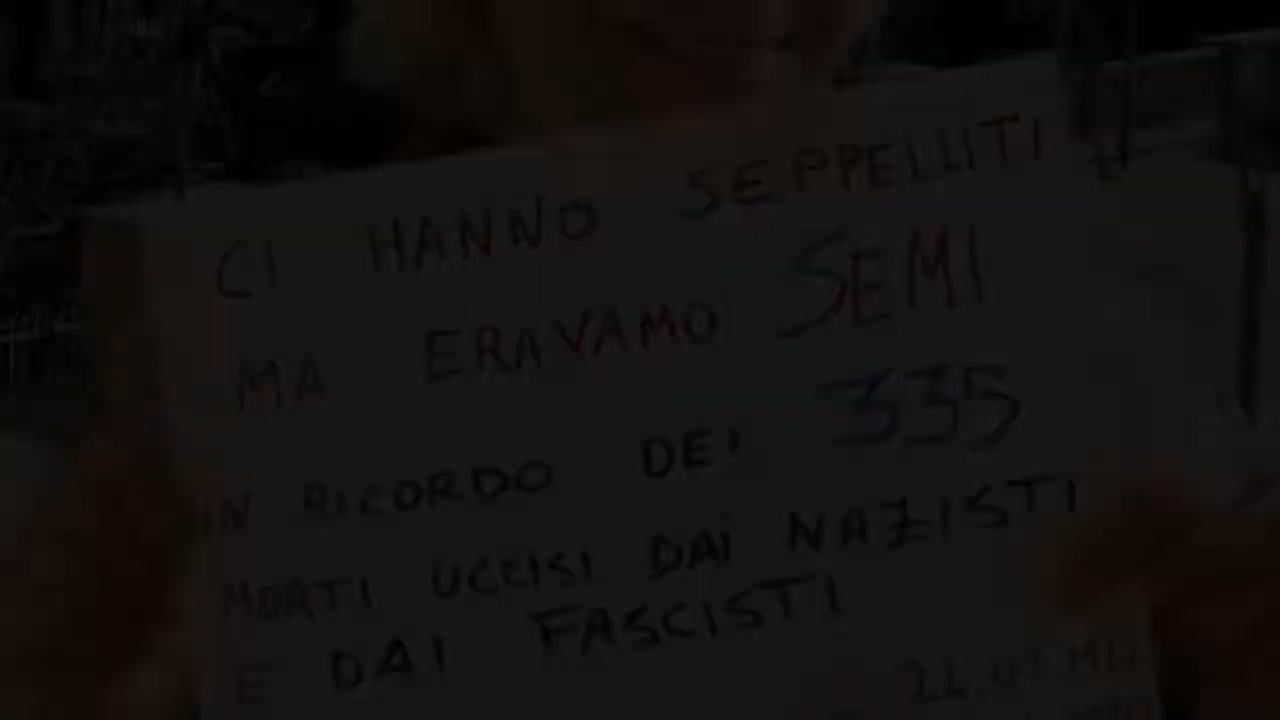 CI HANNO SEPPELLITI
MA ERAVAMO SEMI
IN RICORDO DEI 335
MORTI UCCISI DAI NAZISTI
E DAI FASCISTI